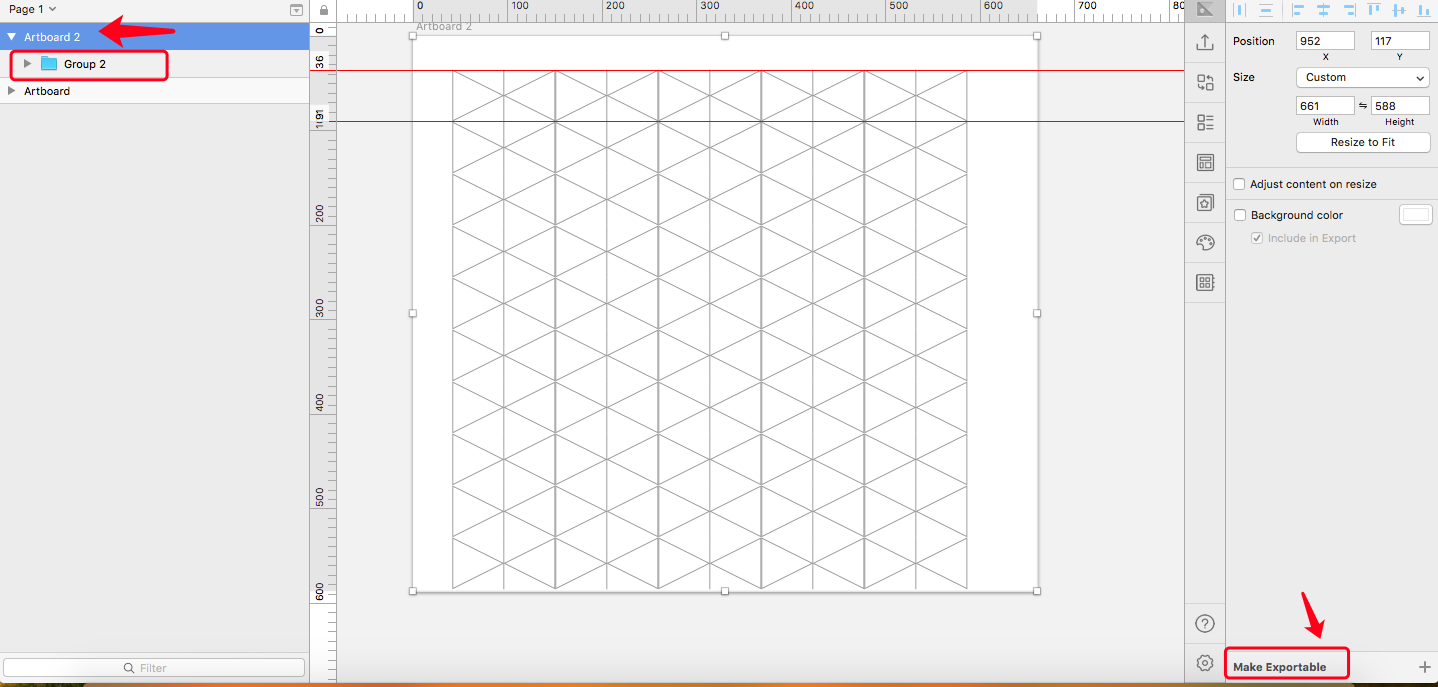 Page 1
Artboard 2
Group 2
Artboard
Filter
0 100 200 300 400 500 600 700
Artboard 2
0
36
91
200
300
400
500
600
Position
952
117
X
Y
Size
Custom
661
588
Width
Height
Resize to Fit
Adjust content on resize
Background color
Include in Export
?
Make Exportable
+